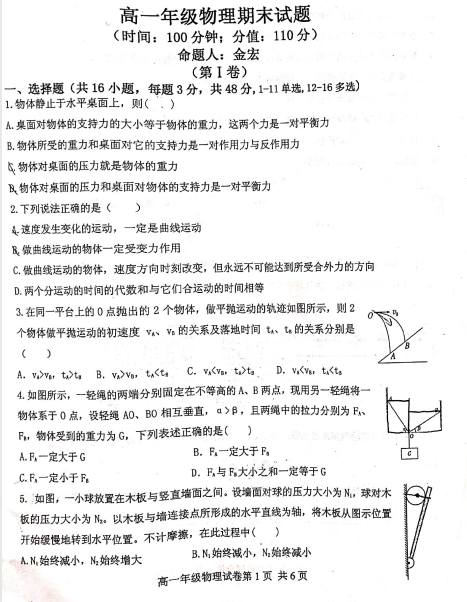 高一年级物理期末试题
(时间：100分钟；分值：110分)
命题人：金宏
(第Ⅰ卷)
一、选择题（共16小题，每题3分，共48分,1-11单选,12-16多选)
1.物体静止于水平桌面上，则(    )
A.桌面对物体的支持力的大小等于物体的重力，这两个力是一对平衡力
B.物体所受的重力和桌面对它的支持力是一对作用力与反作用力
C.物体对桌面的压力就是物体的重力
D.物体对桌面的压力和桌面对物体的支持力是一对平衡力
2.下列说法正确的是（    ）
A.速度发生变化的运动，一定是曲线运动
B.做曲线运动的物体一定受变力作用
C.做曲线运动的物体，速度方向时刻改变，但永远不可能达到所受合外力的方向
D.两个分运动的时间的代数和与它们合运动的时间相等
3.在同一平台上的O点抛出的2个物体，做平抛运动的轨迹如图所示，则2
个物体做平抛运动的初速度 vA、vB的关系及落地时间 tA、tB的关系分别是
（    ）
A．vA>vB，tA>tB  B．vA>vB，tA<tB  C．vA<vB，tA>tB  D．vA<vB，tA<tB
O v₀
B
A
4.如图所示，一轻绳的两端分别固定在不等高的A、B两点，现用另一轻绳将一
物体系于O点，设轻绳AO、BO相互垂直，α>β，且两绳中的拉力分别为FA、
FB，物体受到的重力为G，下列表述正确的是(    )
A.FA一定大于G  B．FA一定大于FB
C.FA一定小于FB  D．FA与FB大小之和一定等于G
G
5．如图，一小球放置在木板与竖直墙面之间。设墙面对球的压力大小为N₁，球对木
板的压力大小为N₂。以木板与墙连接点所形成的水平直线为轴，将木板从图示位置
开始缓慢地转到水平位置。不计摩擦，在此过程中(    )
A.N₁始终减小，N₂始终增大  B.N₁始终减小，N₂始终减小
高一年级物理试卷第1页 共6页